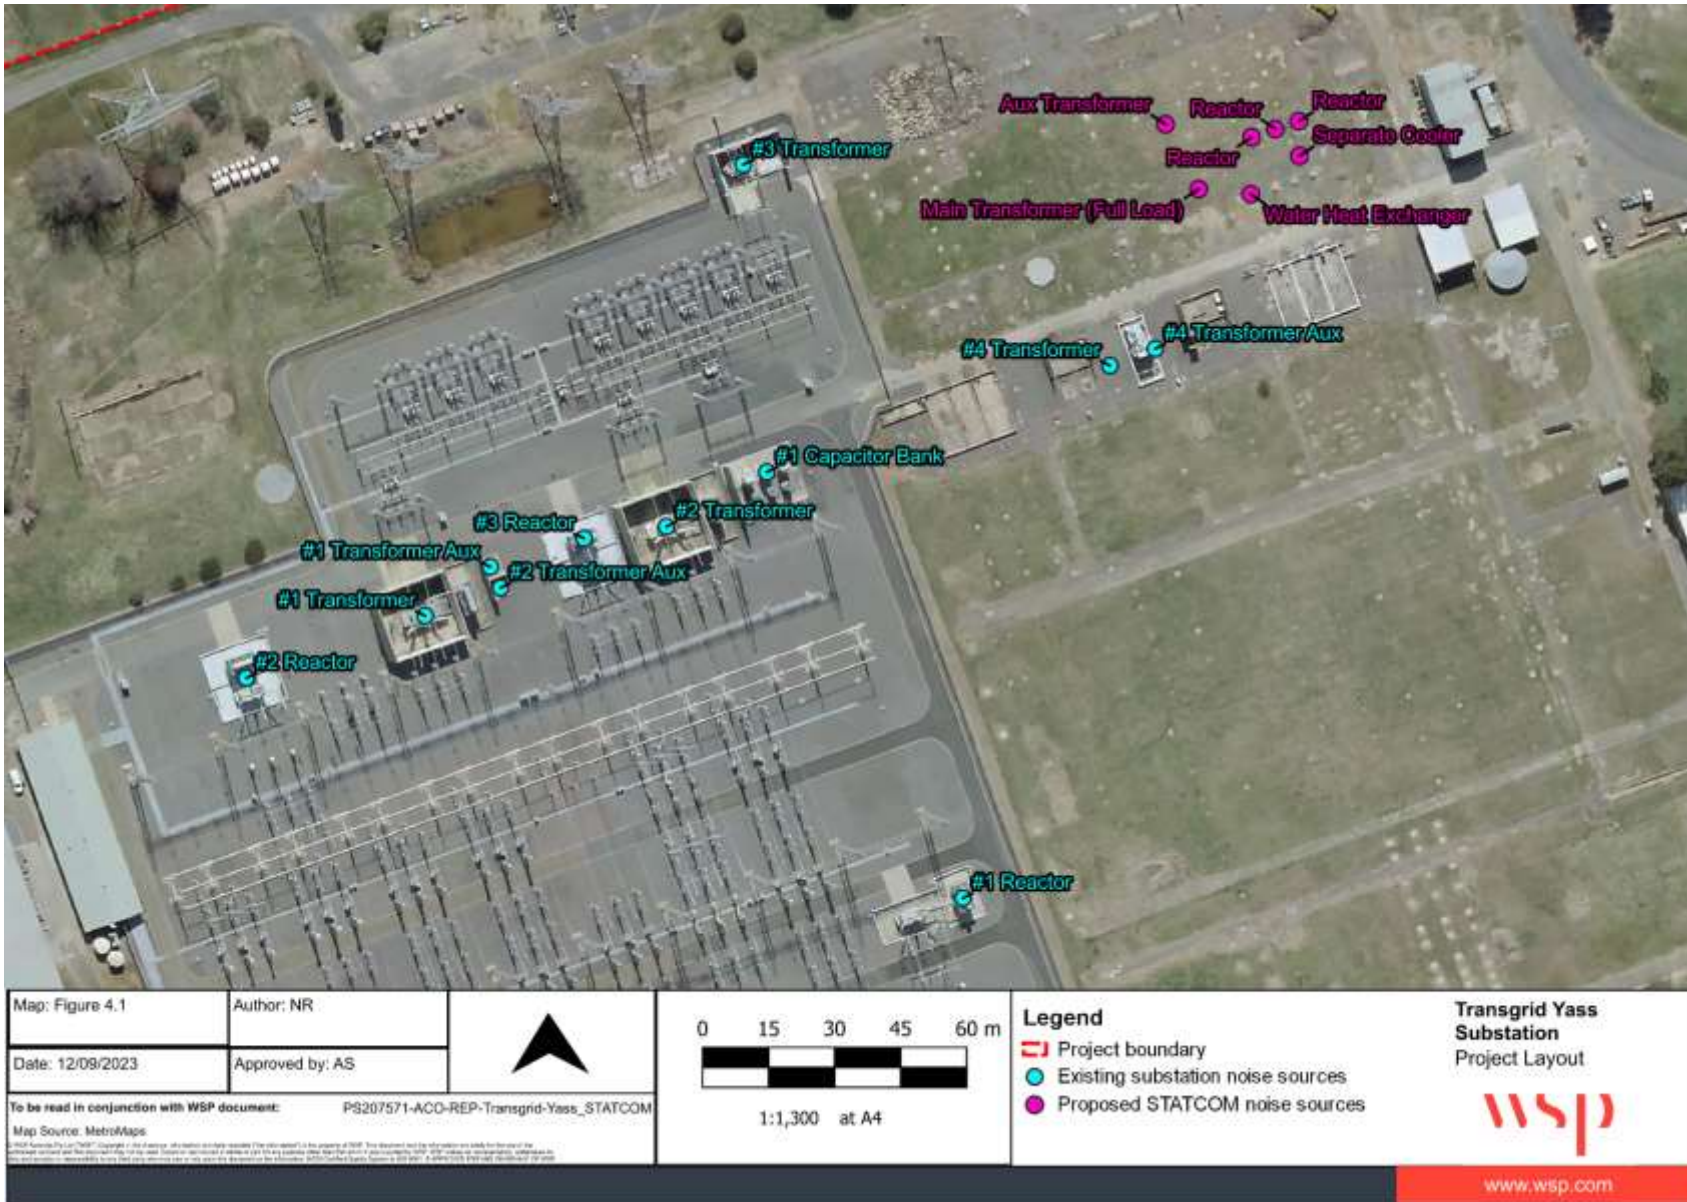 Aux Transformer
Reactor
Reactor
Reactor
Separate Cooler
Main Transformer (Full Load)
Water Heat Exchanger
#3 Transformer
#4 Transformer
#4 Transformer Aux
#1 Capacitor Bank
#3 Reactor
#2 Transformer
#1 Transformer Aux
#2 Transformer Aux
#1 Transformer
#2 Reactor
#1 Reactor
Map: Figure 4.1
Author: NR
Date: 12/09/2023
Approved by: AS
To be read in conjunction with WSP document: PS207571-ACO-REP-Transgrid-Yass_STATCOM
Map Source: MetroMaps
0 15 30 45 60 m
1:1,300 at A4
Legend
Project boundary
Existing substation noise sources
Proposed STATCOM noise sources
Transgrid Yass
Substation
Project Layout
wsp
www.wsp.com